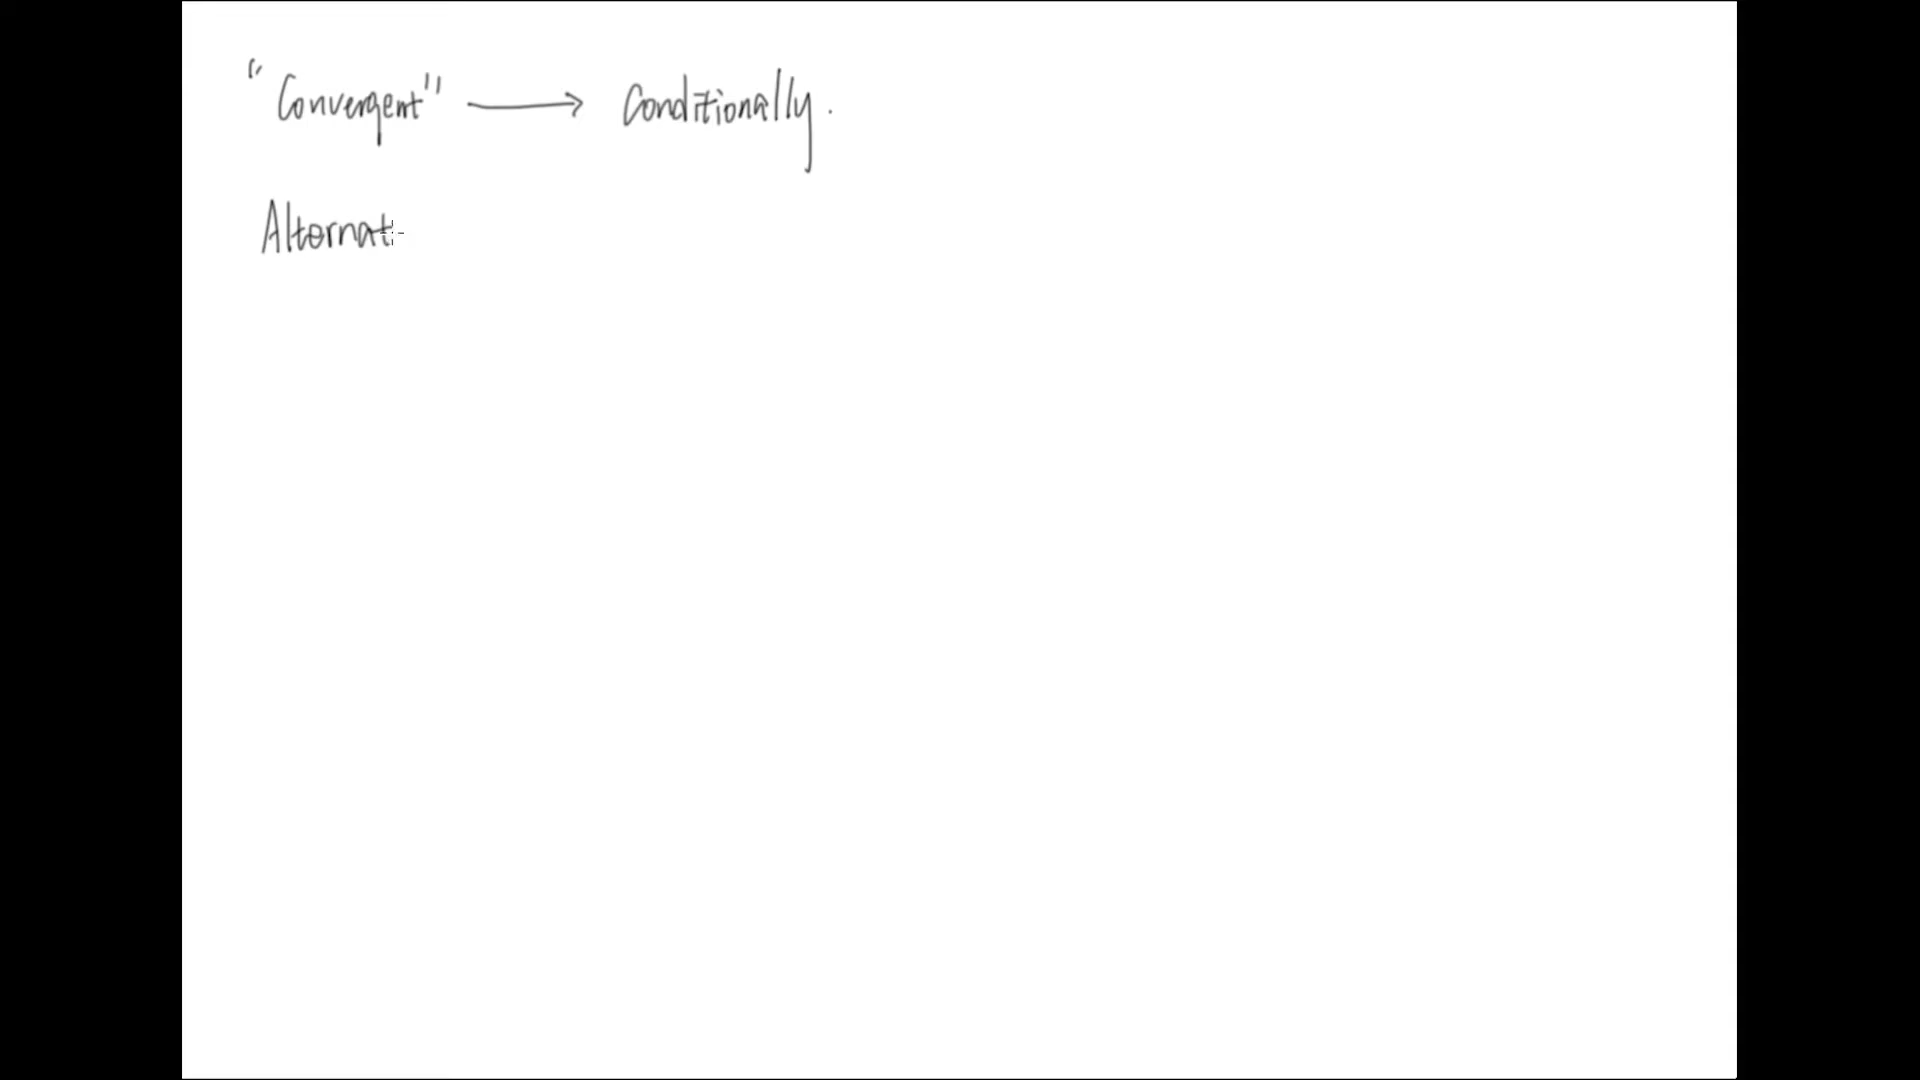 "Convergent" → Conditionally.
Alternat